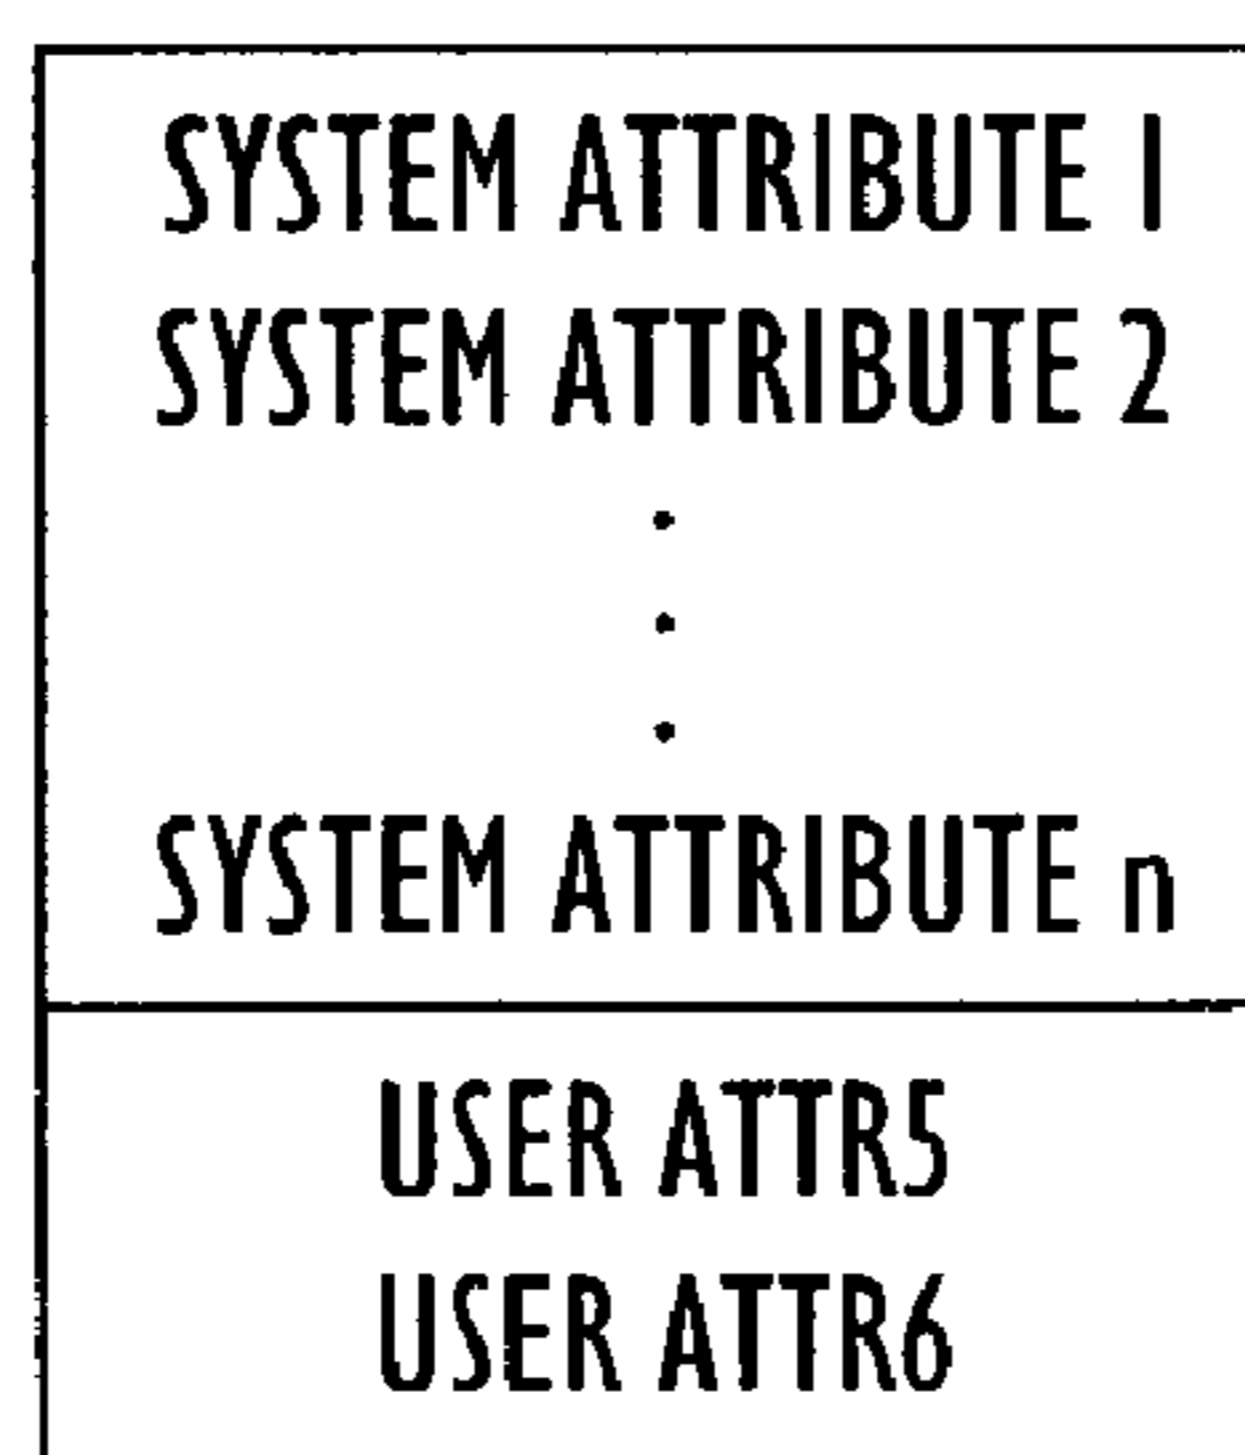 SYSTEM ATTRIBUTE 1
SYSTEM ATTRIBUTE 2
.
.
.
SYSTEM ATTRIBUTE n
USER ATTR5
USER ATTR6